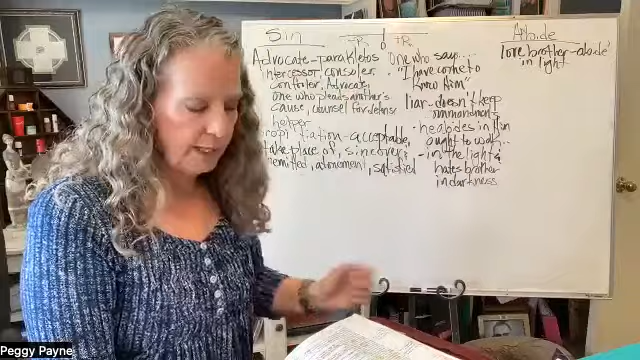 Sin
Advocate-parakletos
intercessor, consoler,
comforter, Advocate,
one who pleads another's
cause, counsel for defense
helper
propitiation-acceptable,
take place of, sin cover,
remitted, atonement, satisfied
One who says...
"I have come to
know Him"
liar-doesn't keep
commandments
-he abides in Him
ought to walk...
-in the light &
hates brother
in darkness
Abide
love brother-abide
in light
Peggy Payne